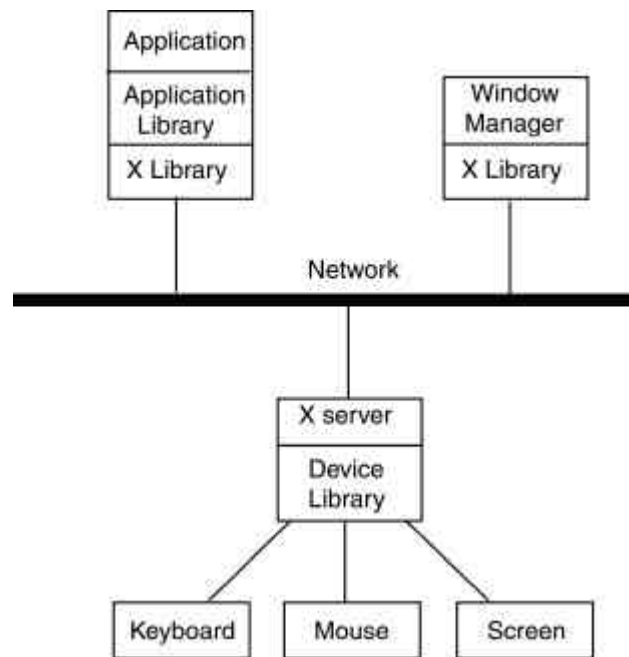 Application
Application
Library
X Library
Window
Manager
X Library
Network
X server
Device
Library
Keyboard
Mouse
Screen